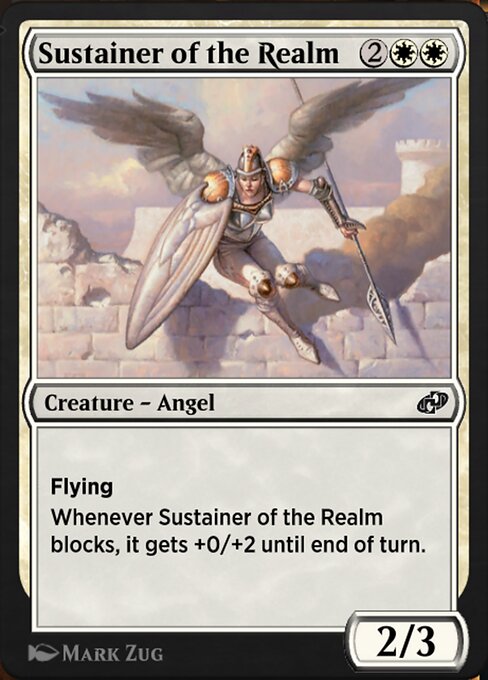 Sustainer of the Realm 2
Creature – Angel
Flying
Whenever Sustainer of the Realm
blocks, it gets +0/+2 until end of turn.
2/3
Mark Zug